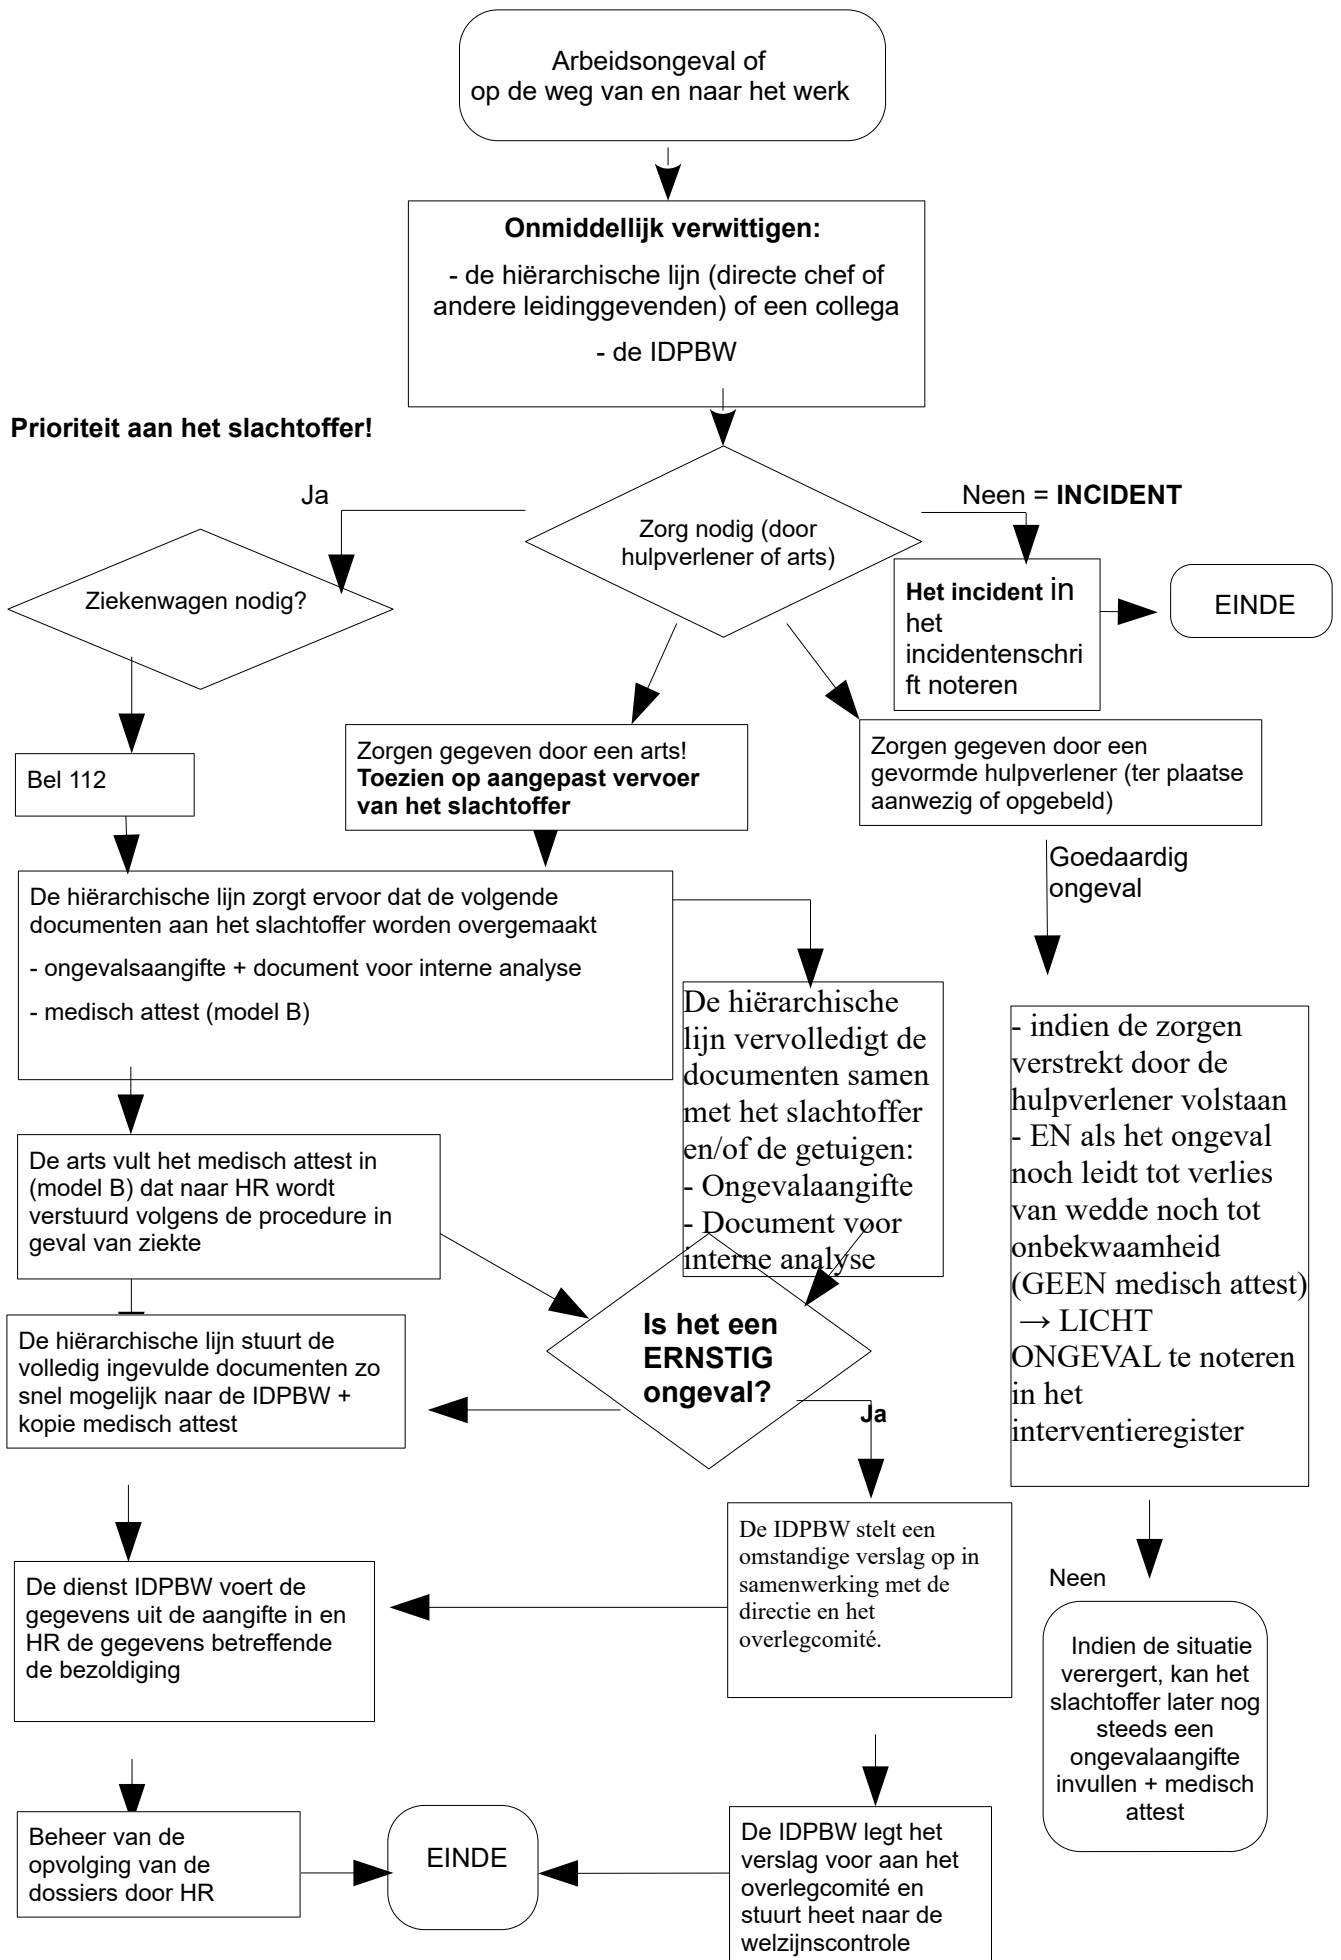 Arbeidsongeval of
op de weg van en naar het werk
Onmiddellijk verwittigen:
- de hiërarchische lijn (directe chef of
andere leidinggevenden) of een collega
- de IDPBW
Prioriteit aan het slachtoffer!
Ja
Neen = INCIDENT
Zorg nodig (door
hulpverlener of arts)
Ziekenwagen nodig?
Het incident in
het
incidentenschri
ft noteren
EINDE
Bel 112
Zorgen gegeven door een arts!
Toezien op aangepast vervoer
van het slachtoffer
Zorgen gegeven door een
gevormde hulpverlener (ter plaatse
aanwezig of opgebeld)
Goedaardig
ongeval
De hiërarchische lijn zorgt ervoor dat de volgende
documenten aan het slachtoffer worden overgemaakt
- ongevalsaangifte + document voor interne analyse
- medisch attest (model B)
De hiërarchische
lijn vervolledigt de
documenten samen
met het slachtoffer
en/of de getuigen:
- Ongevalaangifte
- Document voor
interne analyse
- indien de zorgen
verstrekt door de
hulpverlener volstaan
- EN als het ongeval
noch leidt tot verlies
van wedde noch tot
onbekwaamheid
(GEEN medisch attest)
→ LICHT
ONGEVAL te noteren
in het
interventieregister
De arts vult het medisch attest in
(model B) dat naar HR wordt
verstuurd volgens de procedure in
geval van ziekte
De hiërarchische lijn stuurt de
volledig ingevulde documenten zo
snel mogelijk naar de IDPBW +
kopie medisch attest
Is het een
ERNSTIG
ongeval?
Ja
De IDPBW stelt een
omstandige verslag op in
samenwerking met de
directie en het
overlegcomité.
De dienst IDPBW voert de
gegevens uit de aangifte in en
HR de gegevens betreffende
de bezoldiging
Neen
Indien de situatie
verergert, kan het
slachtoffer later nog
steeds een
ongevalaangifte
invullen + medisch
attest
Beheer van de
opvolging van de
dossiers door HR
EINDE
De IDPBW legt het
verslag voor aan het
overlegcomité en
stuurt heet naar de
welzijnscontrole